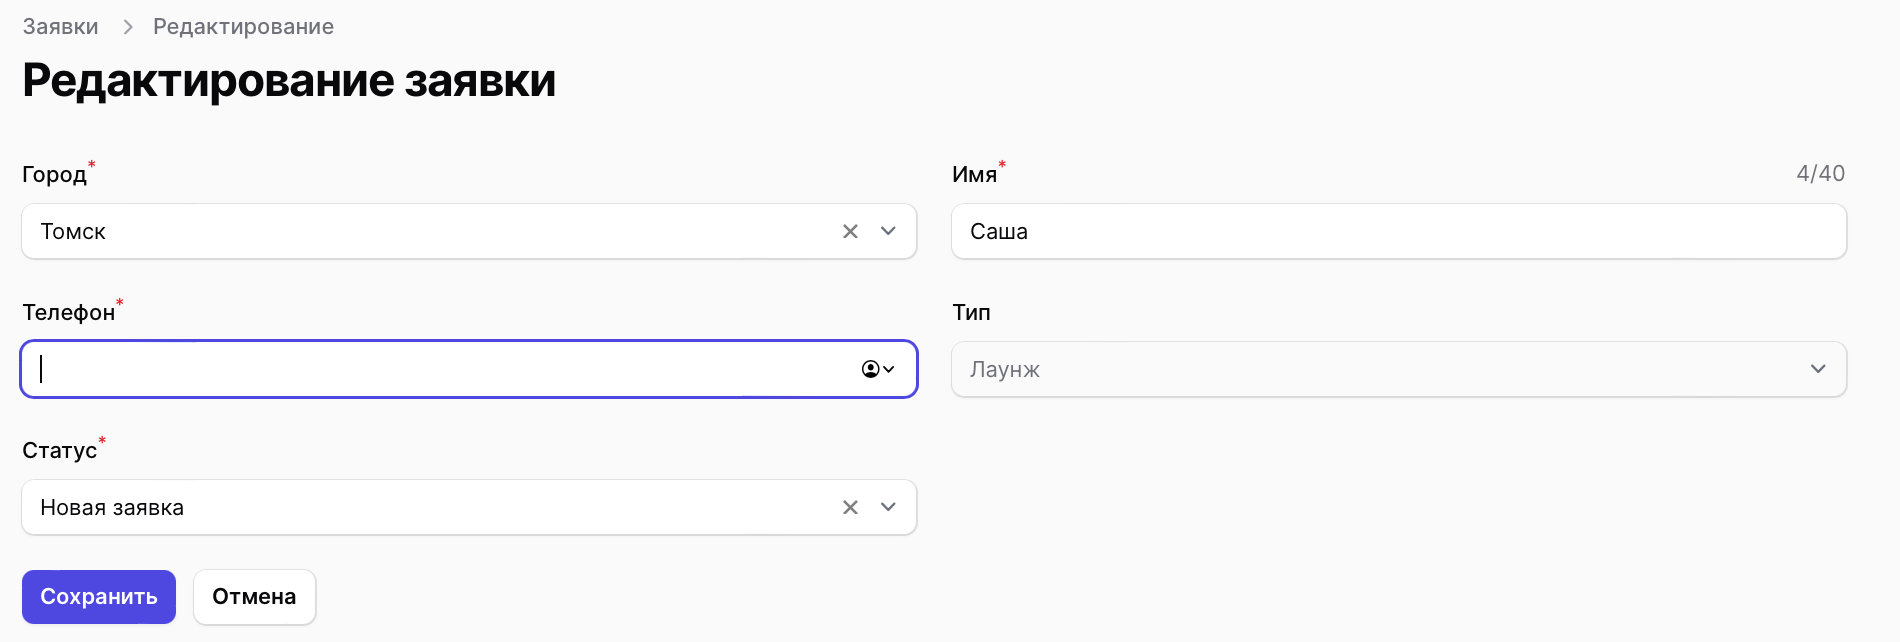 Заявки > Редактирование
Редактирование заявки
Город*
Томск
Имя*
4/40
Саша
Телефон*
Тип
Лаунж
Статус*
Новая заявка
Сохранить
Отмена